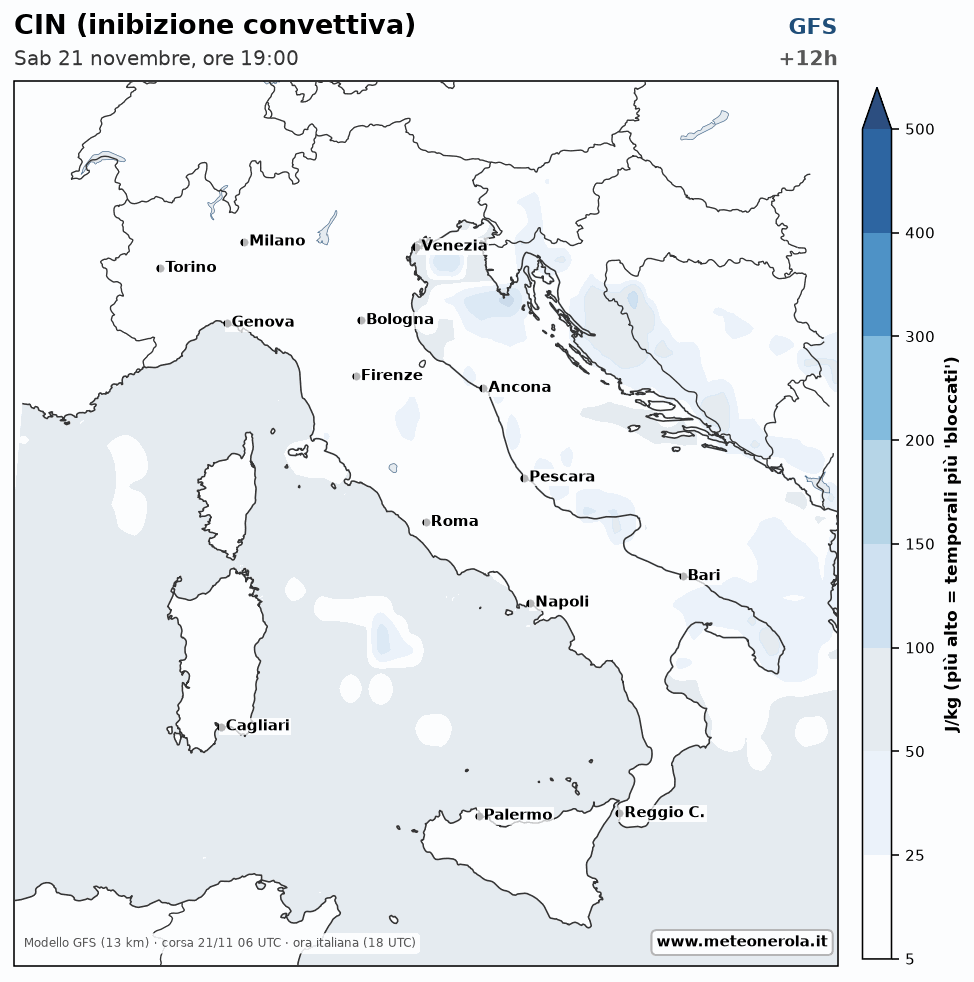 CIN (inibizione convettiva)
GFS
Sab 21 novembre, ore 19:00
+12h
500
400
300
200
150
100
50
25
5
J/kg (più alto = temporali più 'bloccati')
Milano
Venezia
Torino
Genova
Bologna
Firenze
Ancona
Pescara
Roma
Bari
Napoli
Cagliari
Palermo
Reggio C.
Modello GFS (13 km) · corsa 21/11 06 UTC · ora italiana (18 UTC)
www.meteonerola.it